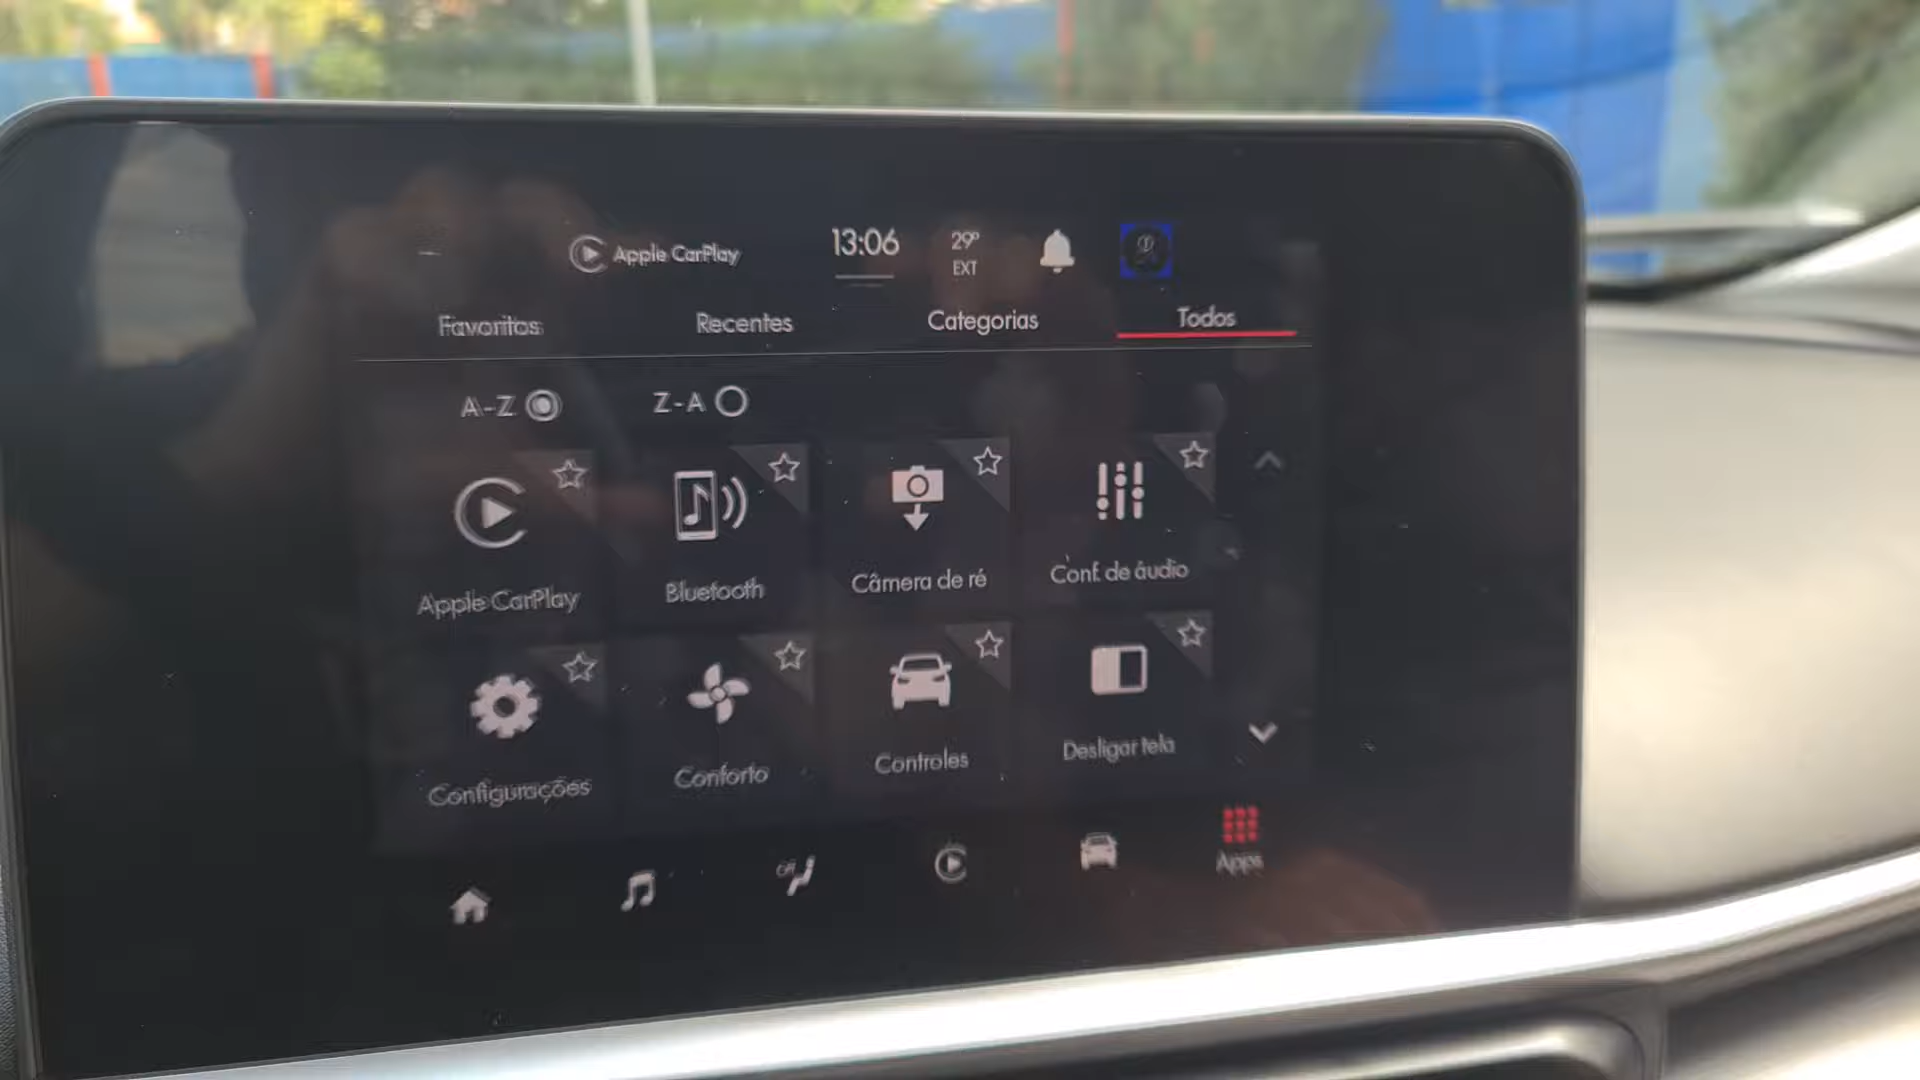 Apple CarPlay
13:06
29°
EXT
Favoritos
Recentes
Categorias
Todos
A-Z
Z-A
Apple CarPlay
Bluetooth
Câmera de ré
Conf. de áudio
Configurações
Conforto
Controles
Desligar tela
Off
Apps